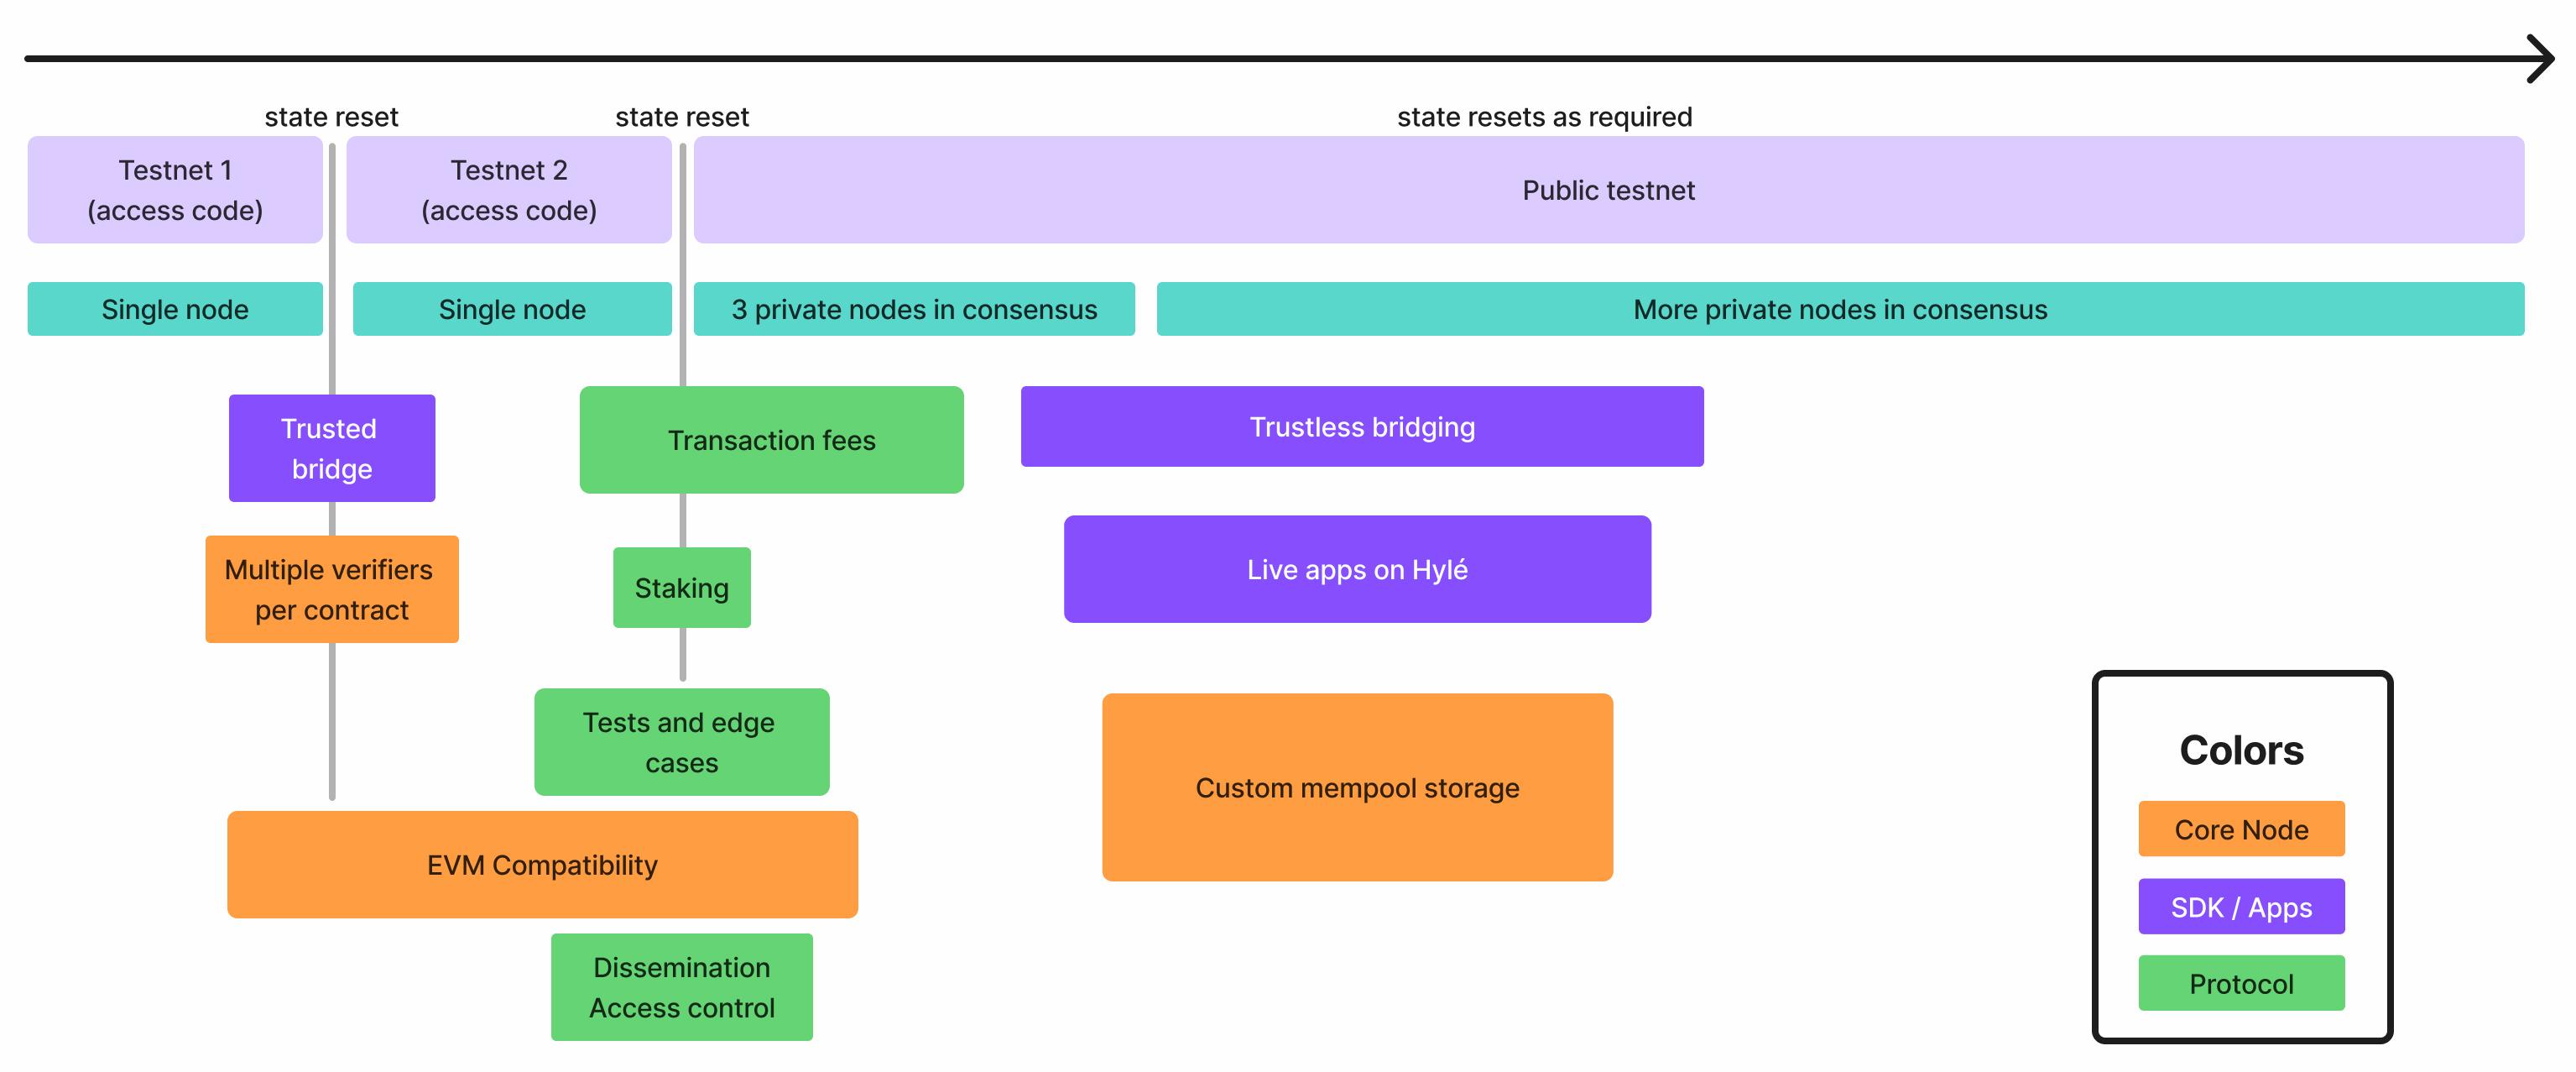 state reset
state reset
state resets as required
Testnet 1
(access code)
Testnet 2
(access code)
Public testnet
Single node
Single node
3 private nodes in consensus
More private nodes in consensus
Trusted
bridge
Transaction fees
Trustless bridging
Multiple verifiers
per contract
Staking
Live apps on Hylé
Tests and edge
cases
Custom mempool storage
EVM Compatibility
Dissemination
Access control
Colors
Core Node
SDK / Apps
Protocol